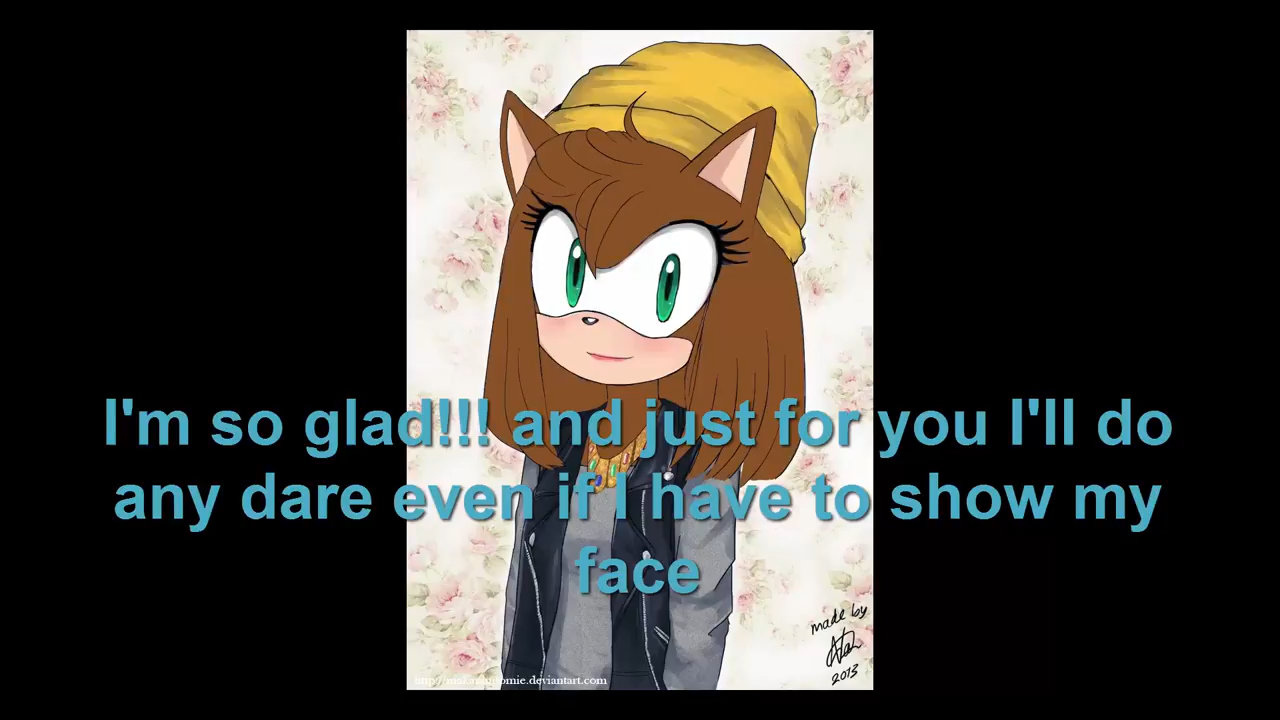 I'm so glad!!! and just for you I'll do
any dare even if I have to show my
face
made by
2013